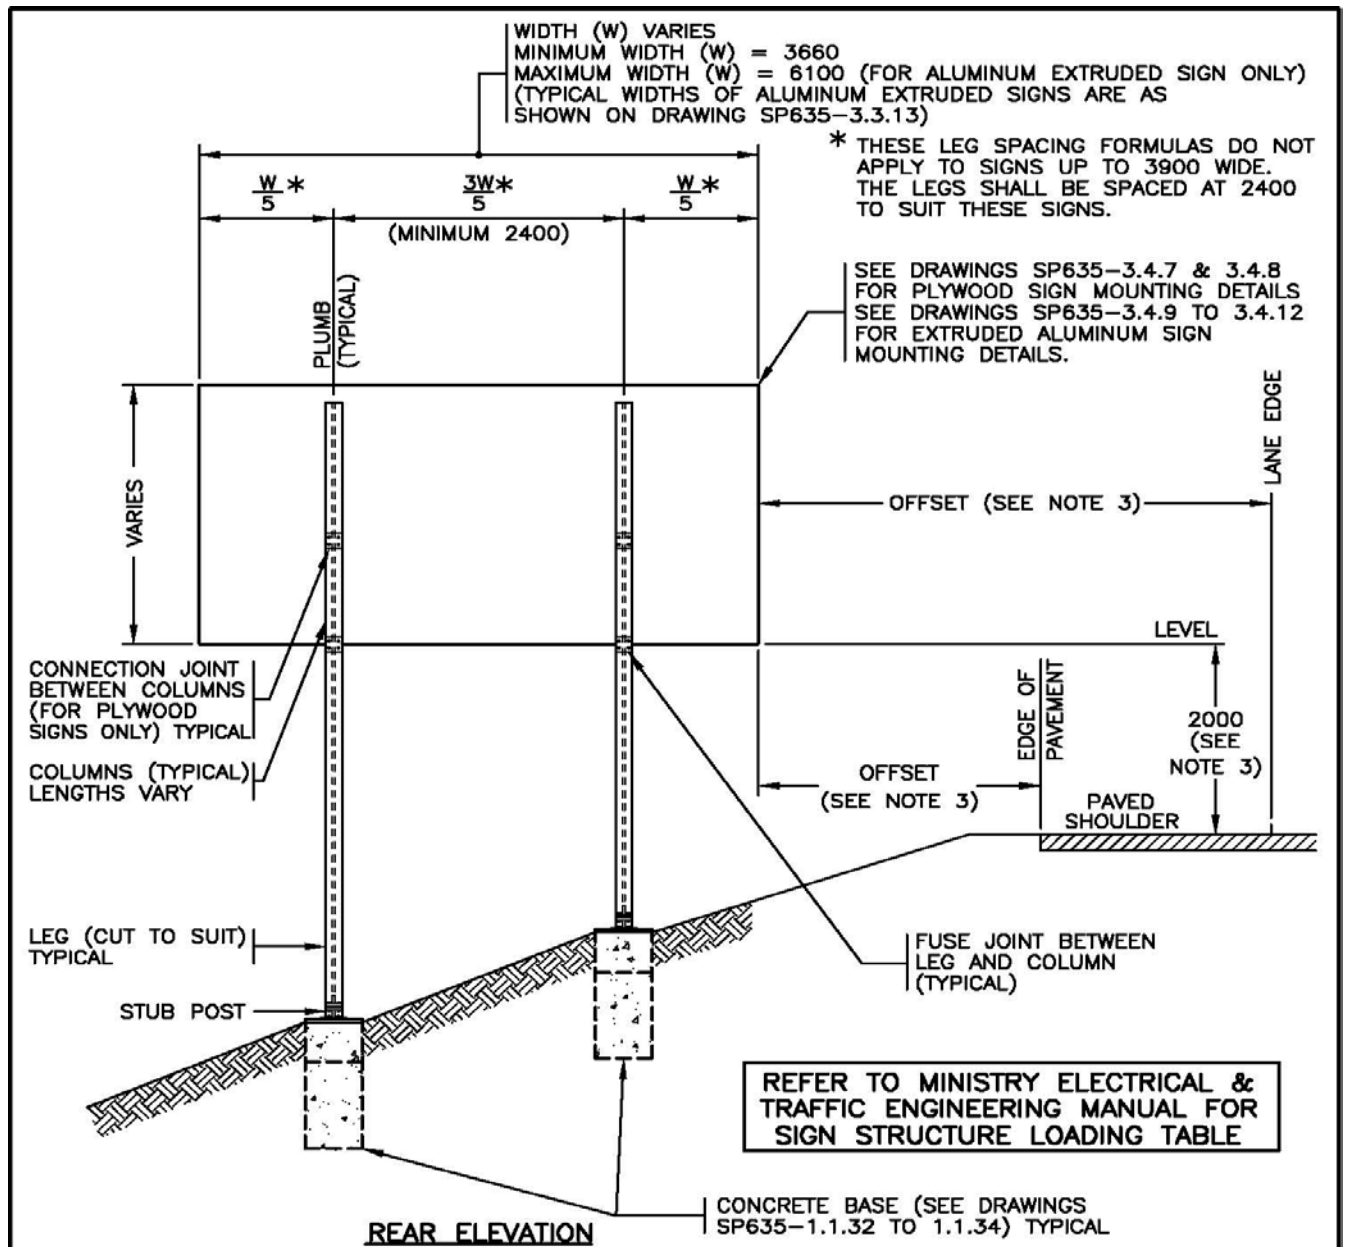 WIDTH (W) VARIES
MINIMUM WIDTH (W) = 3660
MAXIMUM WIDTH (W) = 6100 (FOR ALUMINUM EXTRUDED SIGN ONLY)
(TYPICAL WIDTHS OF ALUMINUM EXTRUDED SIGNS ARE AS
SHOWN ON DRAWING SP635-3.3.13)
* THESE LEG SPACING FORMULAS DO NOT
APPLY TO SIGNS UP TO 3900 WIDE.
THE LEGS SHALL BE SPACED AT 2400
TO SUIT THESE SIGNS.
W/5 *
3W/5 *
W/5 *
(MINIMUM 2400)
PLUMB
(TYPICAL)
SEE DRAWINGS SP635-3.4.7 & 3.4.8
FOR PLYWOOD SIGN MOUNTING DETAILS
SEE DRAWINGS SP635-3.4.9 TO 3.4.12
FOR EXTRUDED ALUMINUM SIGN
MOUNTING DETAILS.
LANE EDGE
VARIES
OFFSET (SEE NOTE 3)
LEVEL
CONNECTION JOINT
BETWEEN COLUMNS
(FOR PLYWOOD
SIGNS ONLY) TYPICAL
COLUMNS (TYPICAL)
LENGTHS VARY
EDGE OF
PAVEMENT
2000
(SEE
NOTE 3)
OFFSET
(SEE NOTE 3)
PAVED
SHOULDER
LEG (CUT TO SUIT)
TYPICAL
STUB POST
FUSE JOINT BETWEEN
LEG AND COLUMN
(TYPICAL)
REFER TO MINISTRY ELECTRICAL &
TRAFFIC ENGINEERING MANUAL FOR
SIGN STRUCTURE LOADING TABLE
CONCRETE BASE (SEE DRAWINGS
SP635-1.1.32 TO 1.1.34) TYPICAL
REAR ELEVATION